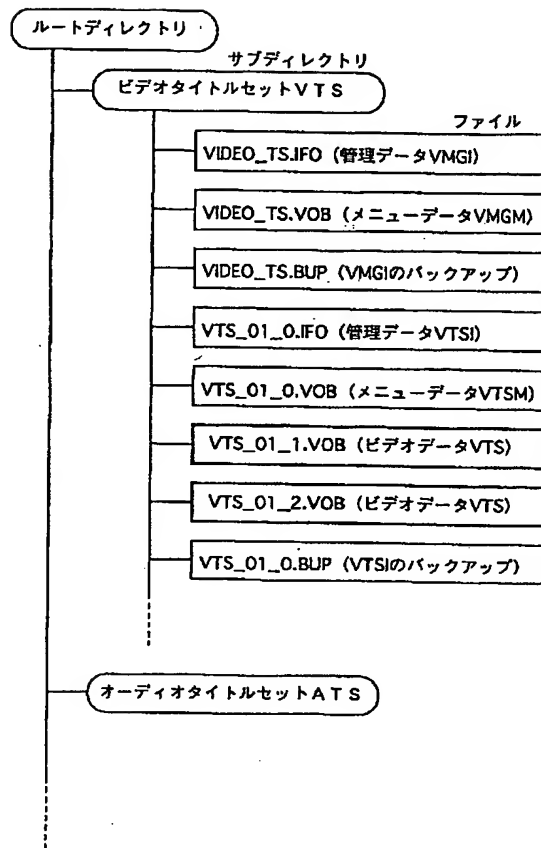 ルートディレクトリ
サブディレクトリ
ビデオタイトルセットVTS
ファイル
VIDEO_TS.IFO (管理データVMGI)
VIDEO_TS.VOB (メニューデータVMGM)
VIDEO_TS.BUP (VMGIのバックアップ)
VTS_01_0.IFO (管理データVTSI)
VTS_01_0.VOB (メニューデータVTSM)
VTS_01_1.VOB (ビデオデータVTS)
VTS_01_2.VOB (ビデオデータVTS)
VTS_01_0.BUP (VTSIのバックアップ)
オーディオタイトルセットATS